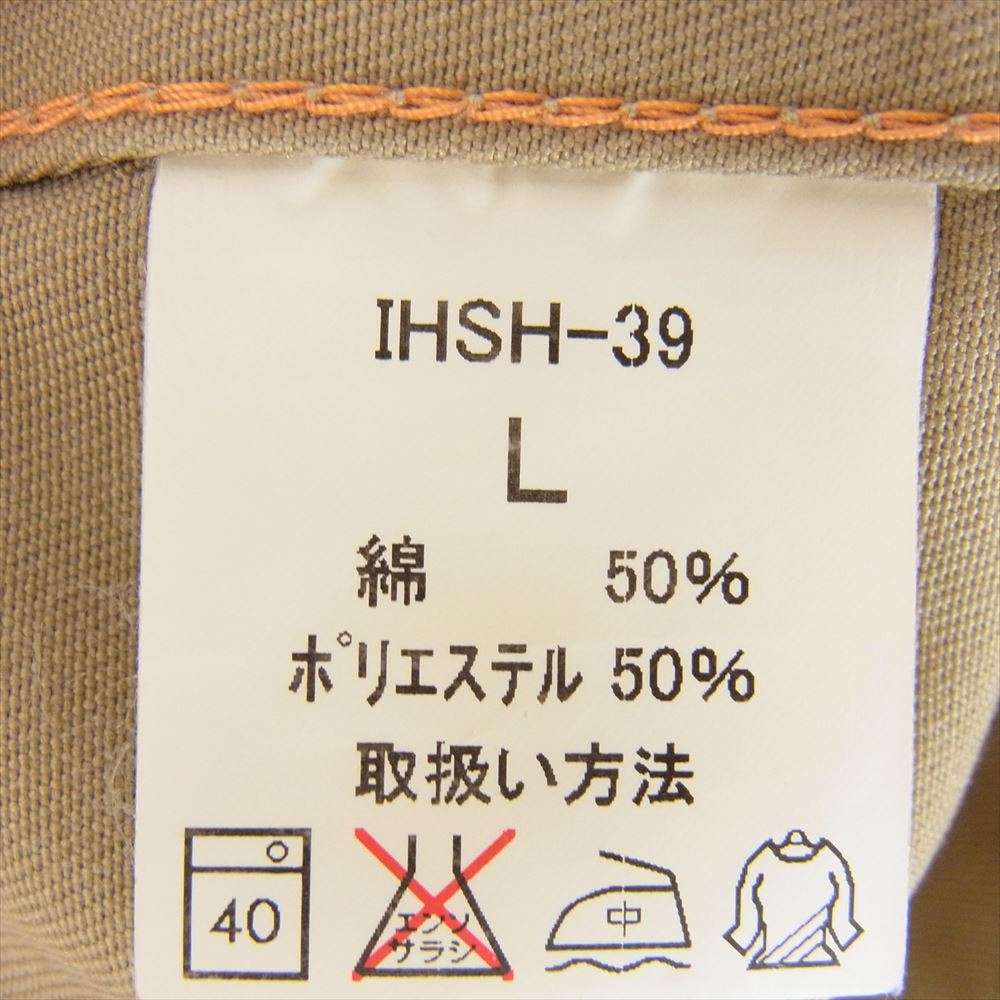 IHSH-39
L
綿 50%
ポリエステル 50%
取扱い方法
40
エンソ
サラシ
中